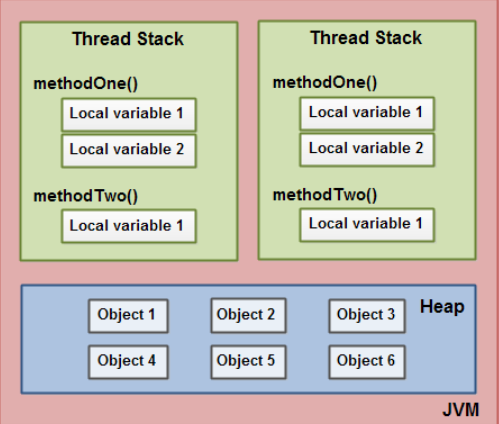 Thread Stack
methodOne()
Local variable 1
Local variable 2
methodTwo()
Local variable 1
Thread Stack
methodOne()
Local variable 1
Local variable 2
methodTwo()
Local variable 1
Heap
Object 1
Object 2
Object 3
Object 4
Object 5
Object 6
JVM